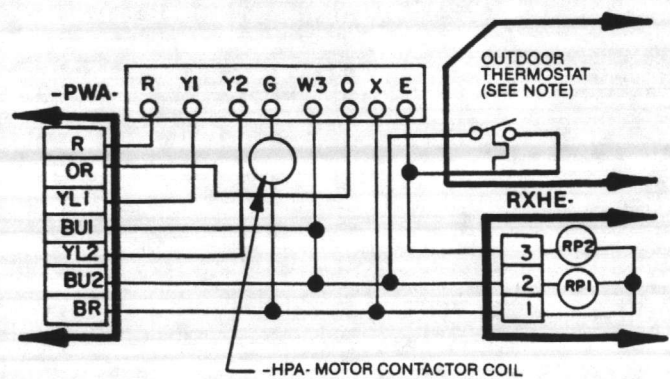 OUTDOOR
THERMOSTAT
(SEE NOTE)
-PWA-
R Y1 Y2 G W3 O X E
R
OR
YL1
BU1
YL2
BU2
BR
RXHE-
3 RP2
2 RP1
1
-HPA- MOTOR CONTACTOR COIL